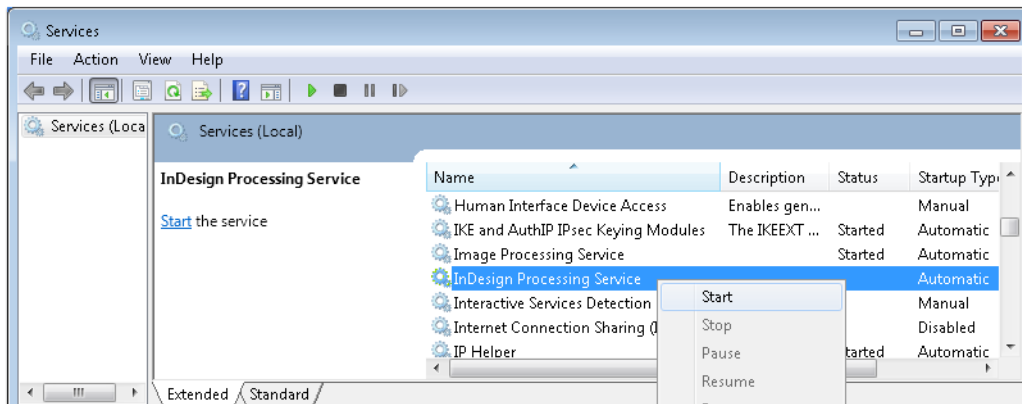 Services
File Action View Help
Services (Loca
Services (Local)
InDesign Processing Service
Start the service
Name Description Status Startup Typ
Human Interface Device Access Enables gen... Manual
IKE and AuthIP IPsec Keying Modules The IKEEXT ... Started Automatic
Image Processing Service Started Automatic
InDesign Processing Service Automatic
Interactive Services Detection Manual
Internet Connection Sharing (I Disabled
IP Helper tarted Automatic
Start
Stop
Pause
Resume
Extended Standard